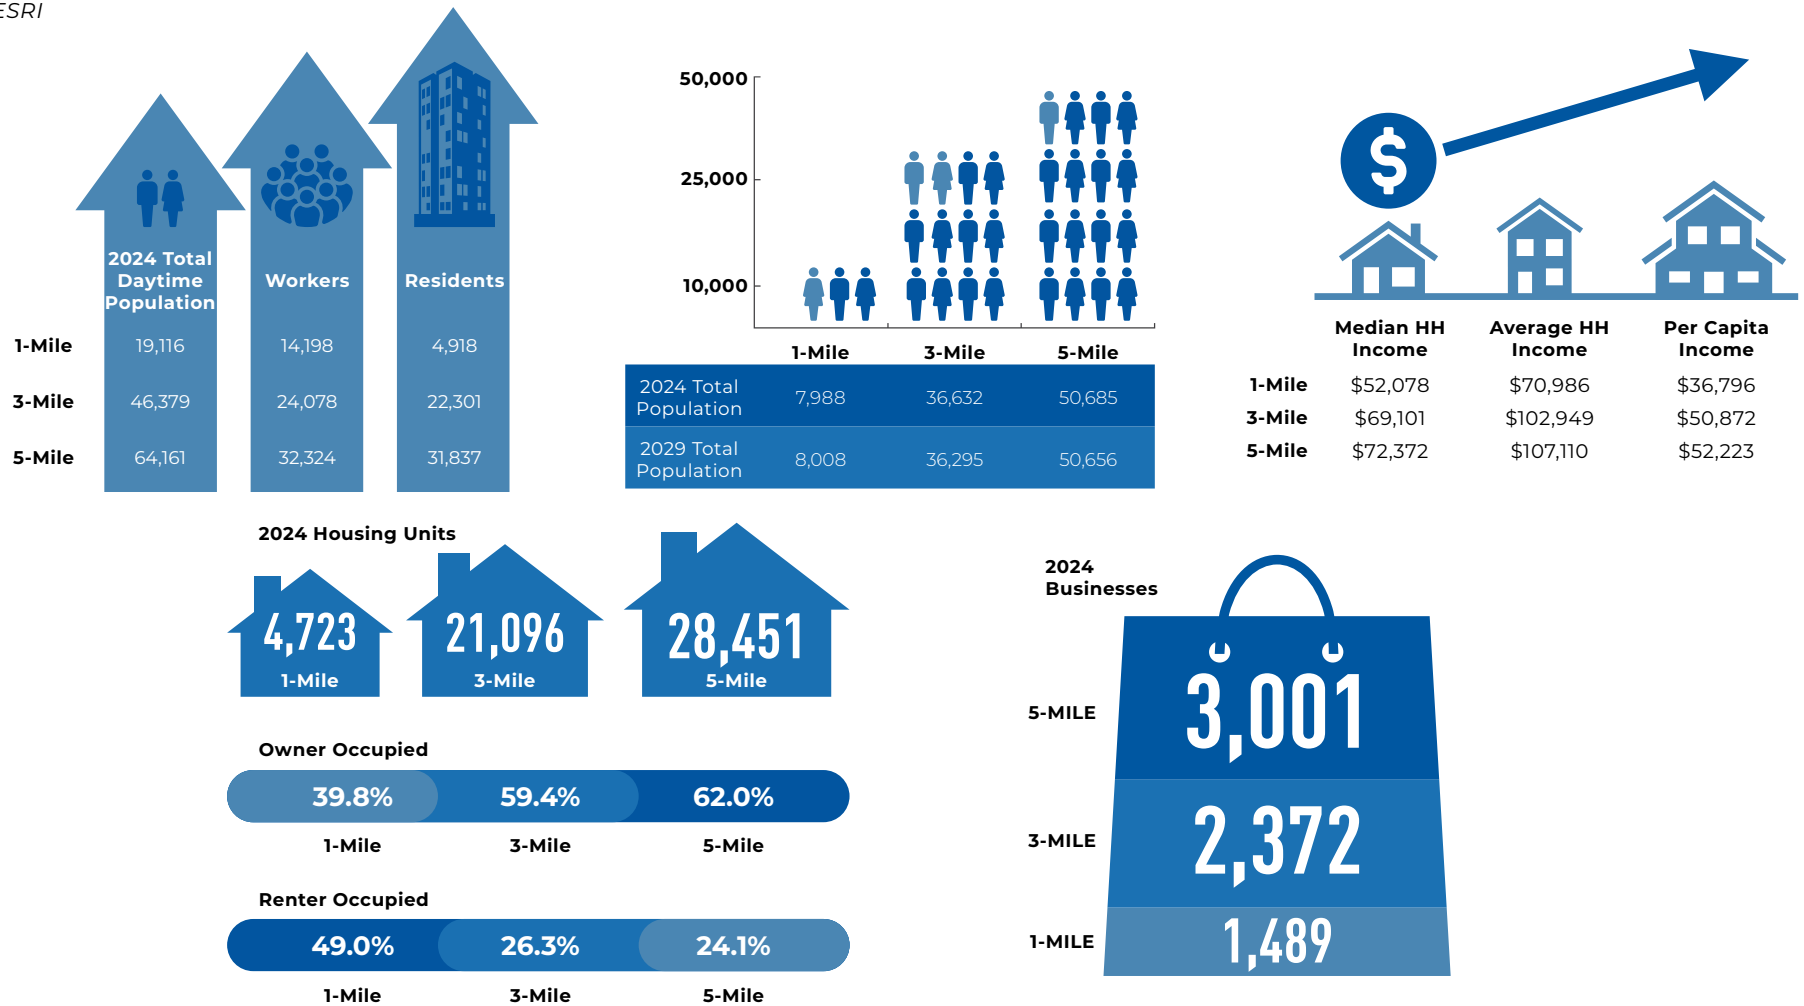 ESRI
2024 Total
Daytime
Population
Workers
Residents
1-Mile 19,116 14,198 4,918
3-Mile 46,379 24,078 22,301
5-Mile 64,161 32,324 31,837
50,000
25,000
10,000
1-Mile 3-Mile 5-Mile
2024 Total
Population
7,988 36,632 50,685
2029 Total
Population
8,008 36,295 50,656
$
Median HH
Income
Average HH
Income
Per Capita
Income
1-Mile $52,078 $70,986 $36,796
3-Mile $69,101 $102,949 $50,872
5-Mile $72,372 $107,110 $52,223
2024 Housing Units
4,723
1-Mile
21,096
3-Mile
28,451
5-Mile
Owner Occupied
39.8% 59.4% 62.0%
1-Mile 3-Mile 5-Mile
Renter Occupied
49.0% 26.3% 24.1%
1-Mile 3-Mile 5-Mile
2024
Businesses
5-MILE 3,001
3-MILE 2,372
1-MILE 1,489